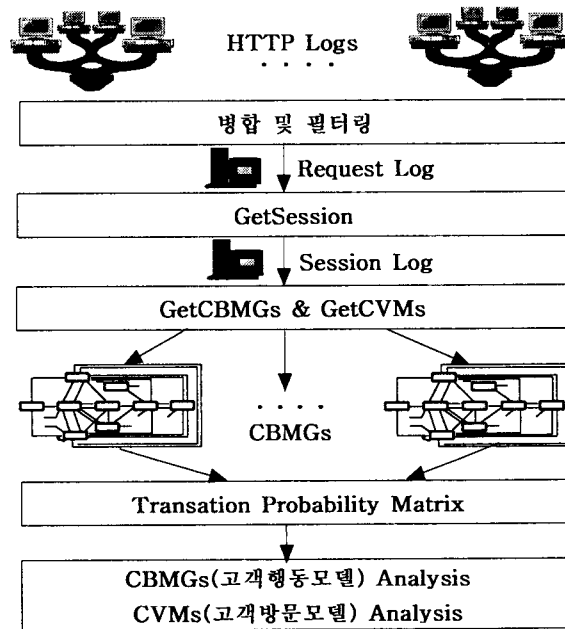 HTTP Logs
. . . .
병합 및 필터링
Request Log
GetSession
Session Log
GetCBMGs & GetCVMs
. . . .
CBMGs
Transation Probability Matrix
CBMGs(고객행동모델) Analysis
CVMs(고객방문모델) Analysis